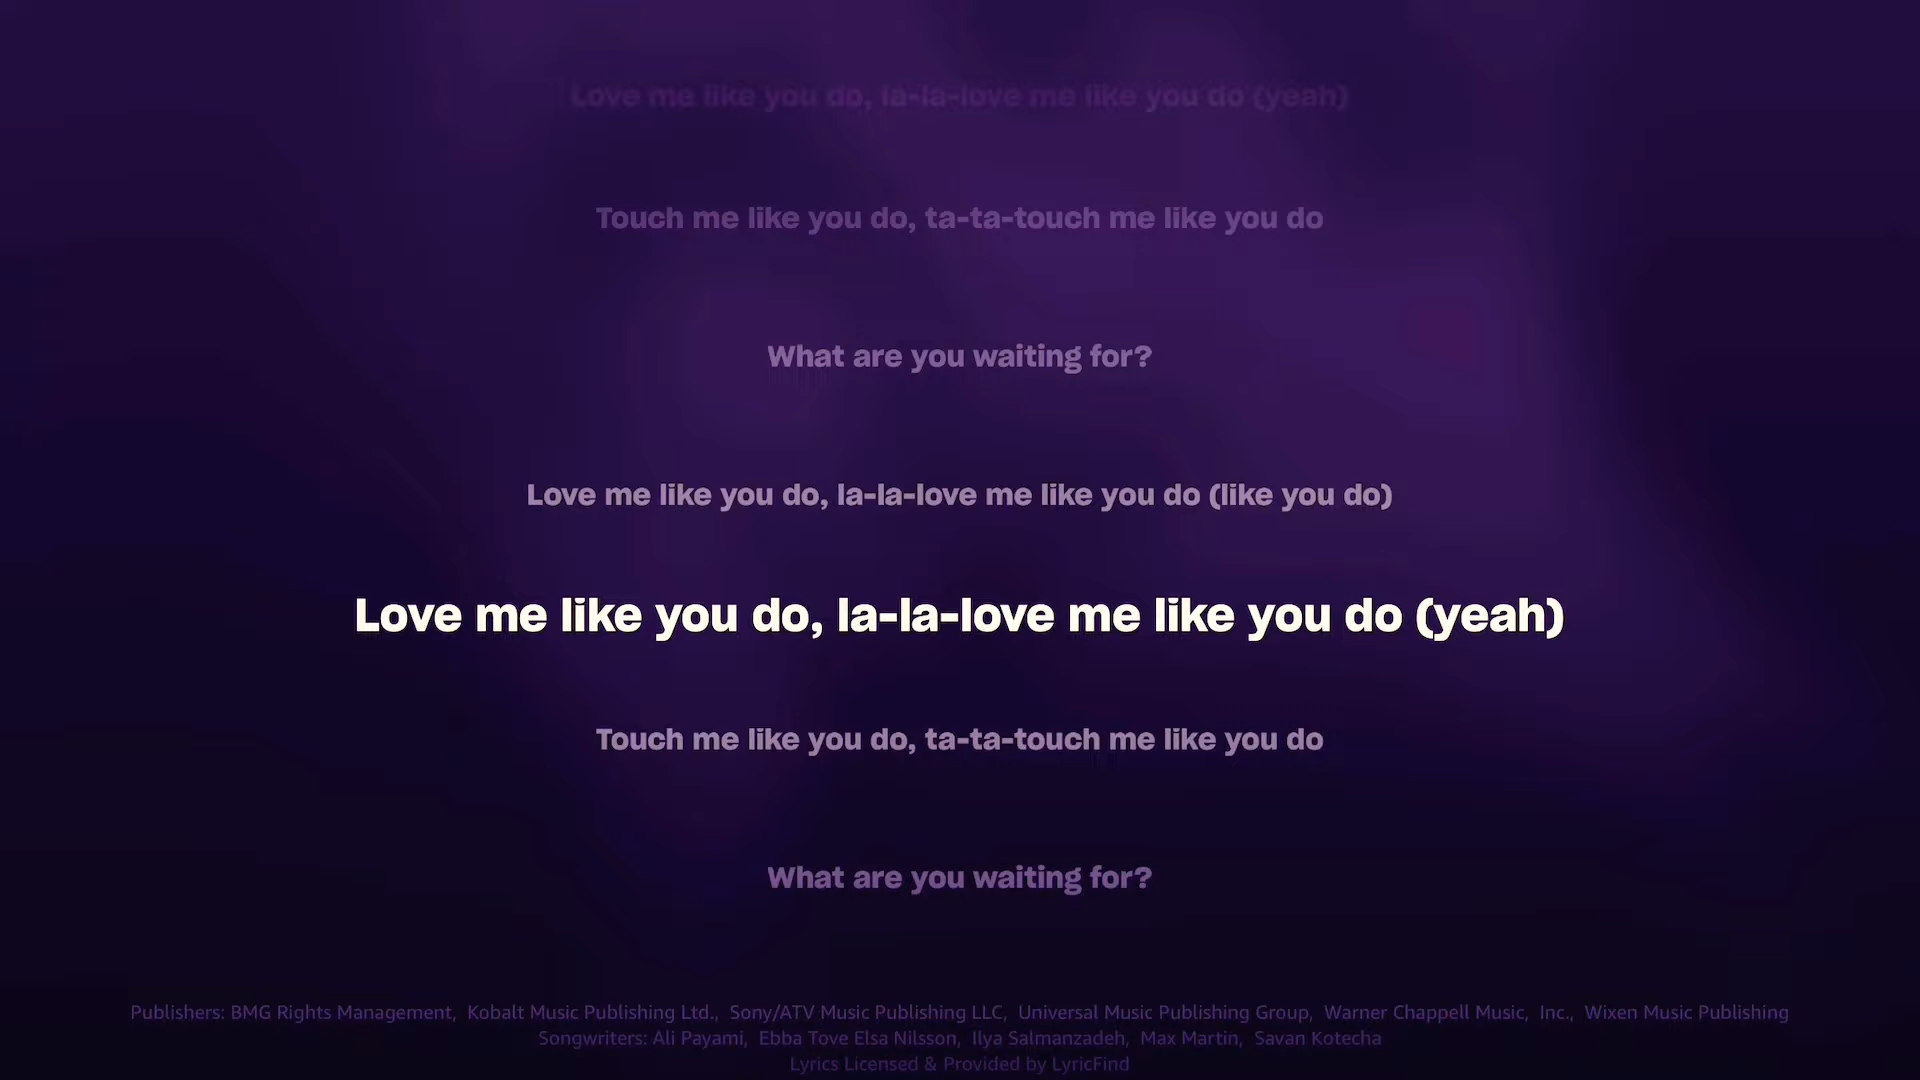 Love me like you do, la-la-love me like you do (yeah)
Touch me like you do, ta-ta-touch me like you do
What are you waiting for?
Love me like you do, la-la-love me like you do (like you do)
Love me like you do, la-la-love me like you do (yeah)
Touch me like you do, ta-ta-touch me like you do
What are you waiting for?
Publishers: BMG Rights Management, Kobalt Music Publishing Ltd., Sony/ATV Music Publishing LLC, Universal Music Publishing Group, Warner Chappell Music, Inc., Wixen Music Publishing
Songwriters: Ali Payami, Ebba Tove Elsa Nilsson, Ilya Salmanzadeh, Max Martin, Savan Kotecha
Lyrics Licensed & Provided by LyricFind